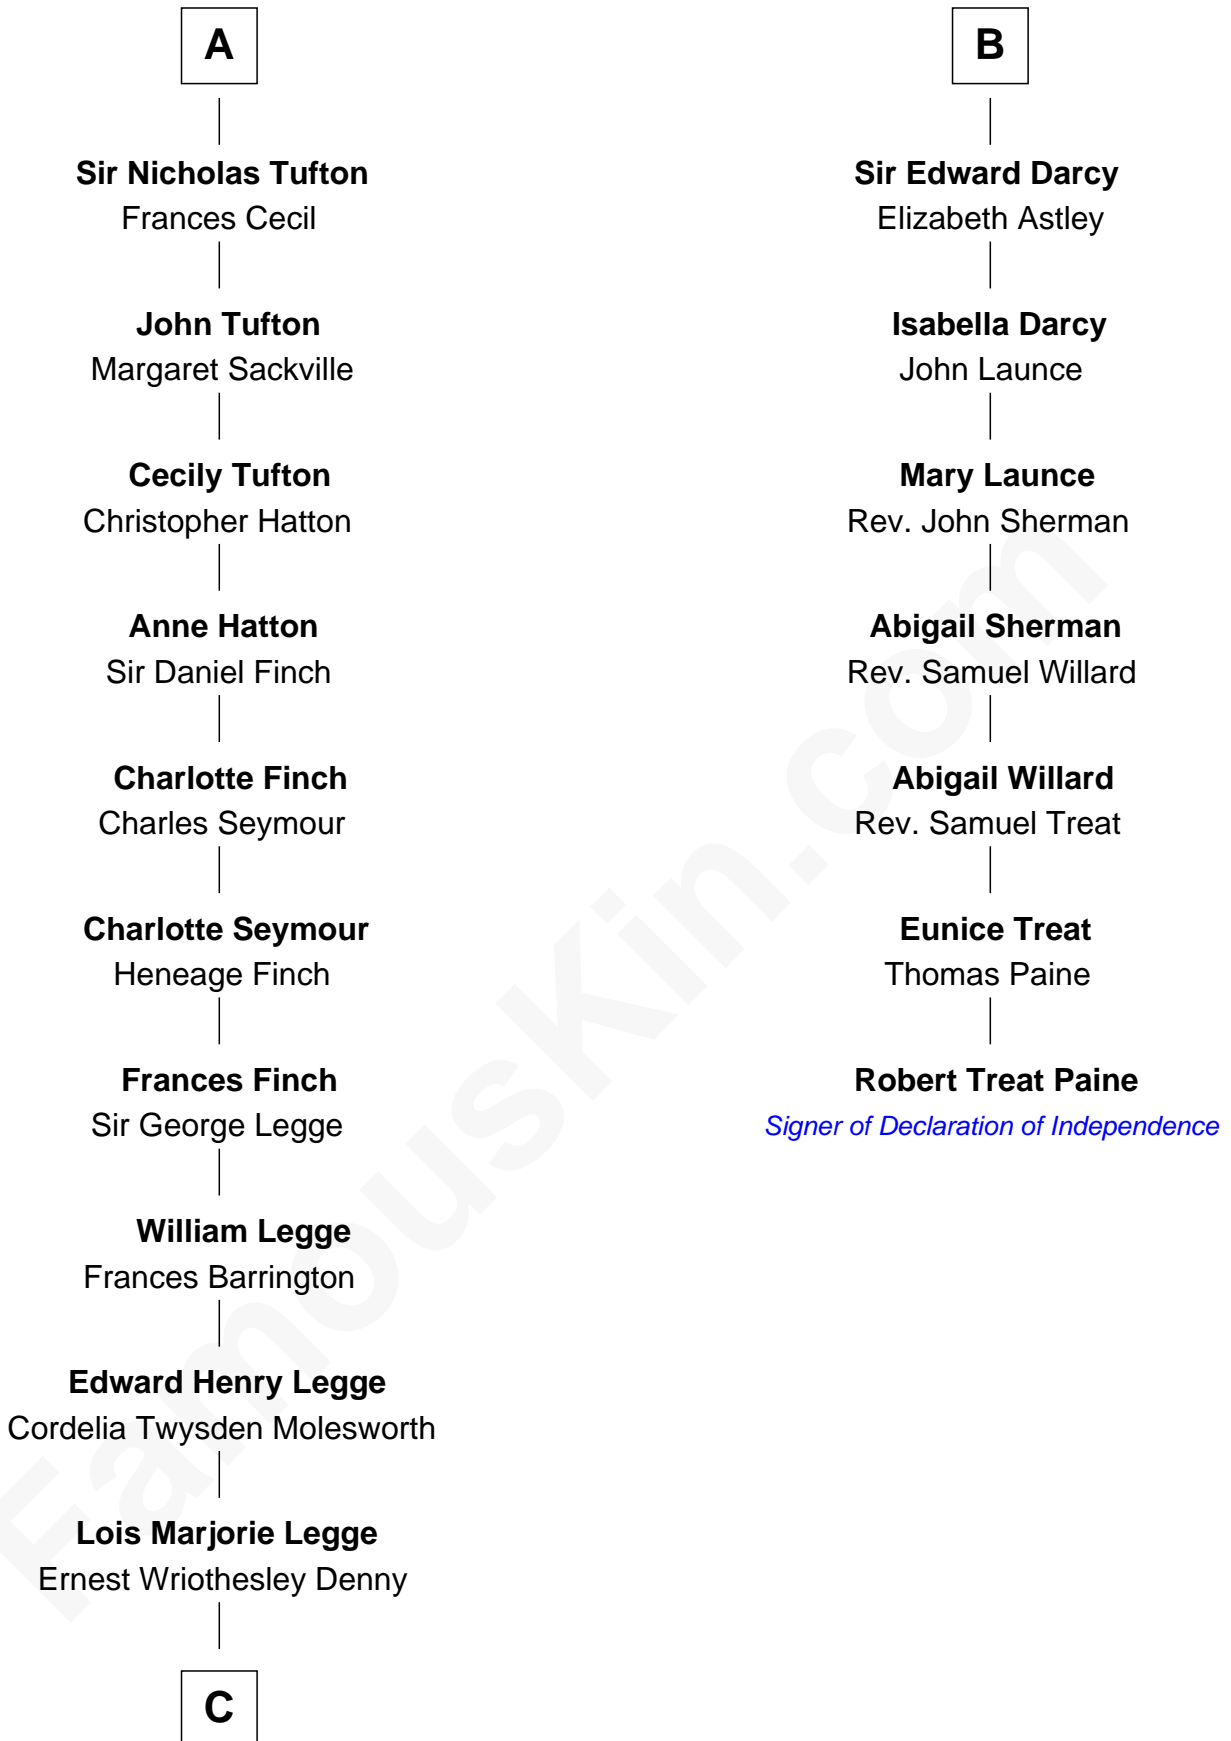 A
Sir Nicholas Tufton
Frances Cecil
John Tufton
Margaret Sackville
Cecily Tufton
Christopher Hatton
Anne Hatton
Sir Daniel Finch
Charlotte Finch
Charles Seymour
Charlotte Seymour
Heneage Finch
Frances Finch
Sir George Legge
William Legge
Frances Barrington
Edward Henry Legge
Cordelia Twysden Molesworth
Lois Marjorie Legge
Ernest Wriothesley Denny
C
B
Sir Edward Darcy
Elizabeth Astley
Isabella Darcy
John Launce
Mary Launce
Rev. John Sherman
Abigail Sherman
Rev. Samuel Willard
Abigail Willard
Rev. Samuel Treat
Eunice Treat
Thomas Paine
Robert Treat Paine
Signer of Declaration of Independence
FamousKin.com